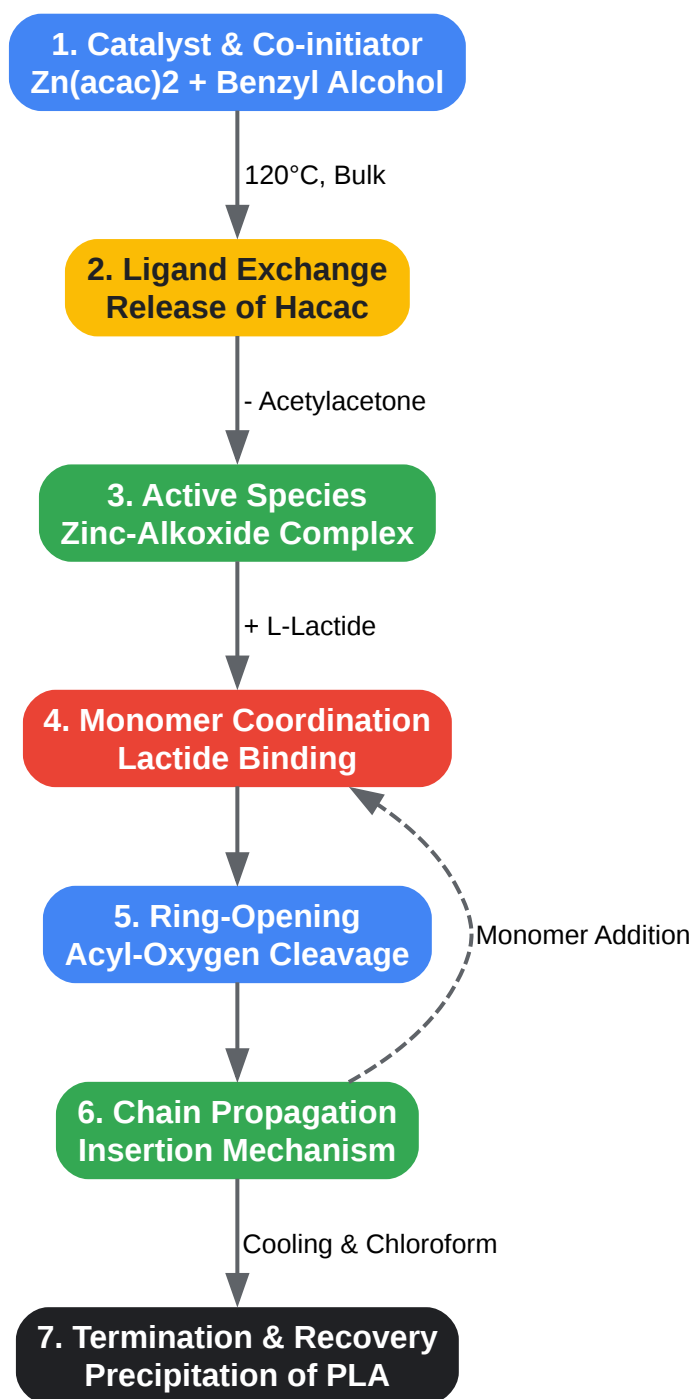 1. Catalyst & Co-initiator
Zn(acac)2 + Benzyl Alcohol
120°C, Bulk
2. Ligand Exchange
Release of Hacac
- Acetylacetone
3. Active Species
Zinc-Alkoxide Complex
+ L-Lactide
4. Monomer Coordination
Lactide Binding
5. Ring-Opening
Acyl-Oxygen Cleavage
Monomer Addition
6. Chain Propagation
Insertion Mechanism
Cooling & Chloroform
7. Termination & Recovery
Precipitation of PLA